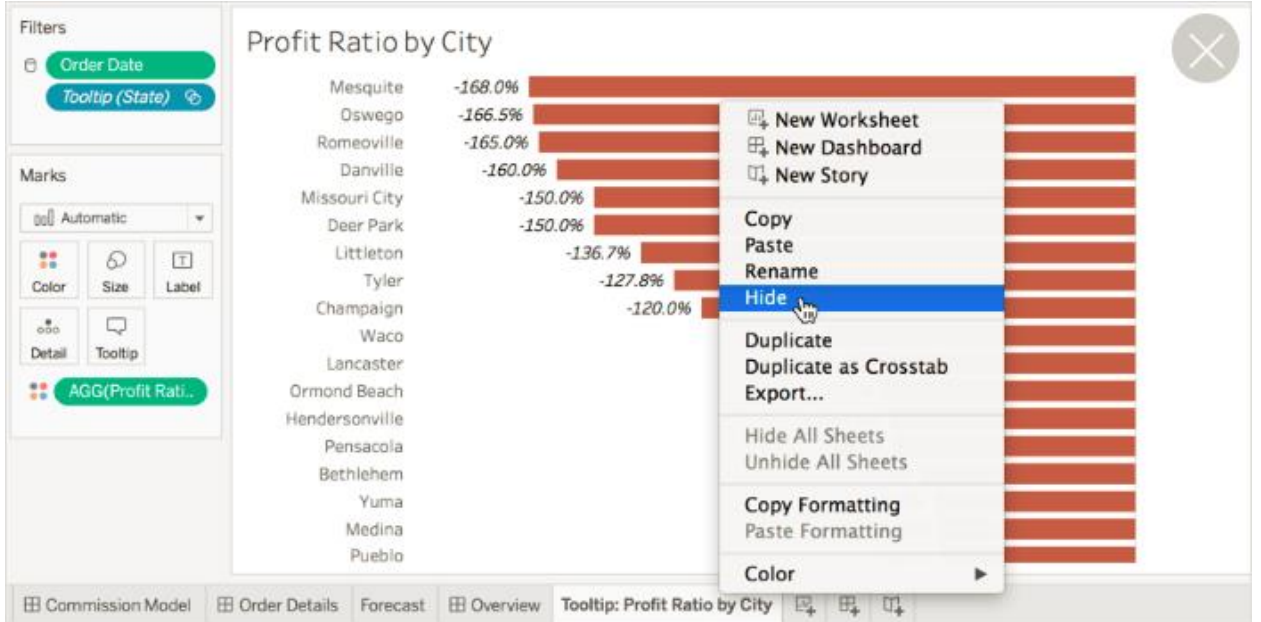 Filters
Order Date
Tooltip (State)
Marks
Automatic
Color Size Label
Detail Tooltip
AGG(Profit Rati..
Profit Ratio by City
Mesquite -168.0%
Oswego -166.5%
Romeoville -165.0%
Danville -160.0%
Missouri City -150.0%
Deer Park -150.0%
Littleton -136.7%
Tyler -127.8%
Champaign -120.0%
Waco
Lancaster
Ormond Beach
Hendersonville
Pensacola
Bethlehem
Yuma
Medina
Pueblo
New Worksheet
New Dashboard
New Story
Copy
Paste
Rename
Hide
Duplicate
Duplicate as Crosstab
Export...
Hide All Sheets
Unhide All Sheets
Copy Formatting
Paste Formatting
Color
Commission Model Order Details Forecast Overview Tooltip: Profit Ratio by City